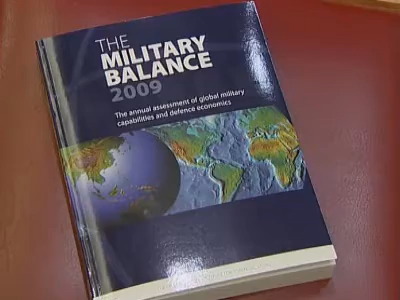 THE
MILITARY
BALANCE
2009
The annual assessment of global military
capabilities and defence economics